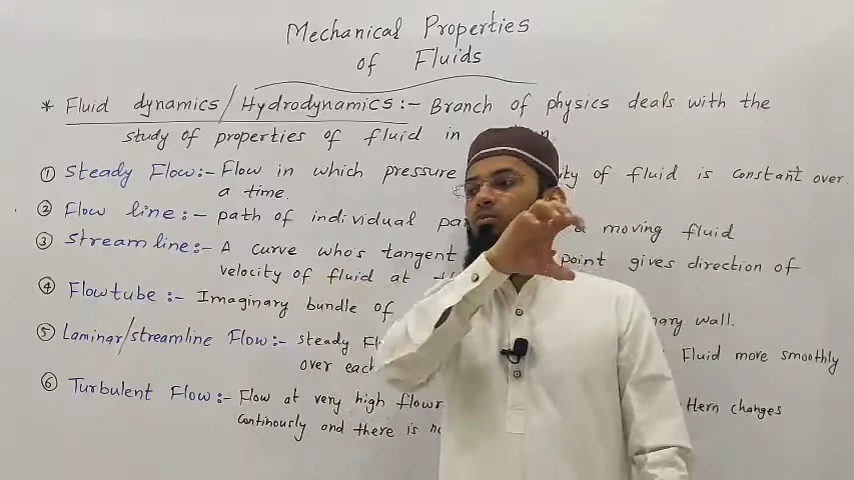 Mechanical Properties
of Fluids
* Fluid dynamics/Hydrodynamics:- Branch of physics deals with the
study of properties of fluid in
① Steady Flow:- Flow in which pressure of fluid is constant over
a time.
② Flow line:- path of individual moving fluid
③ Streamline:- A curve who's tangent point gives direction of
velocity of fluid at
④ Flowtube:- Imaginary bundle of wall.
⑤ Laminar/streamline Flow:- steady Fluid move smoothly
over each
⑥ Turbulent Flow:- Flow at very high changes
continously and there is